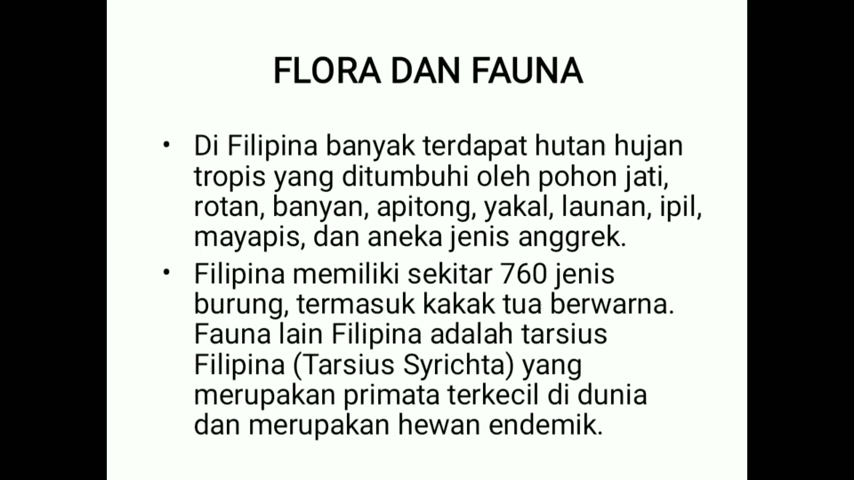 FLORA DAN FAUNA
• Di Filipina banyak terdapat hutan hujan
tropis yang ditumbuhi oleh pohon jati,
rotan, banyan, apitong, yakal, launan, ipil,
mayapis, dan aneka jenis anggrek.
• Filipina memiliki sekitar 760 jenis
burung, termasuk kakak tua berwarna.
Fauna lain Filipina adalah tarsius
Filipina (Tarsius Syrichta) yang
merupakan primata terkecil di dunia
dan merupakan hewan endemik.